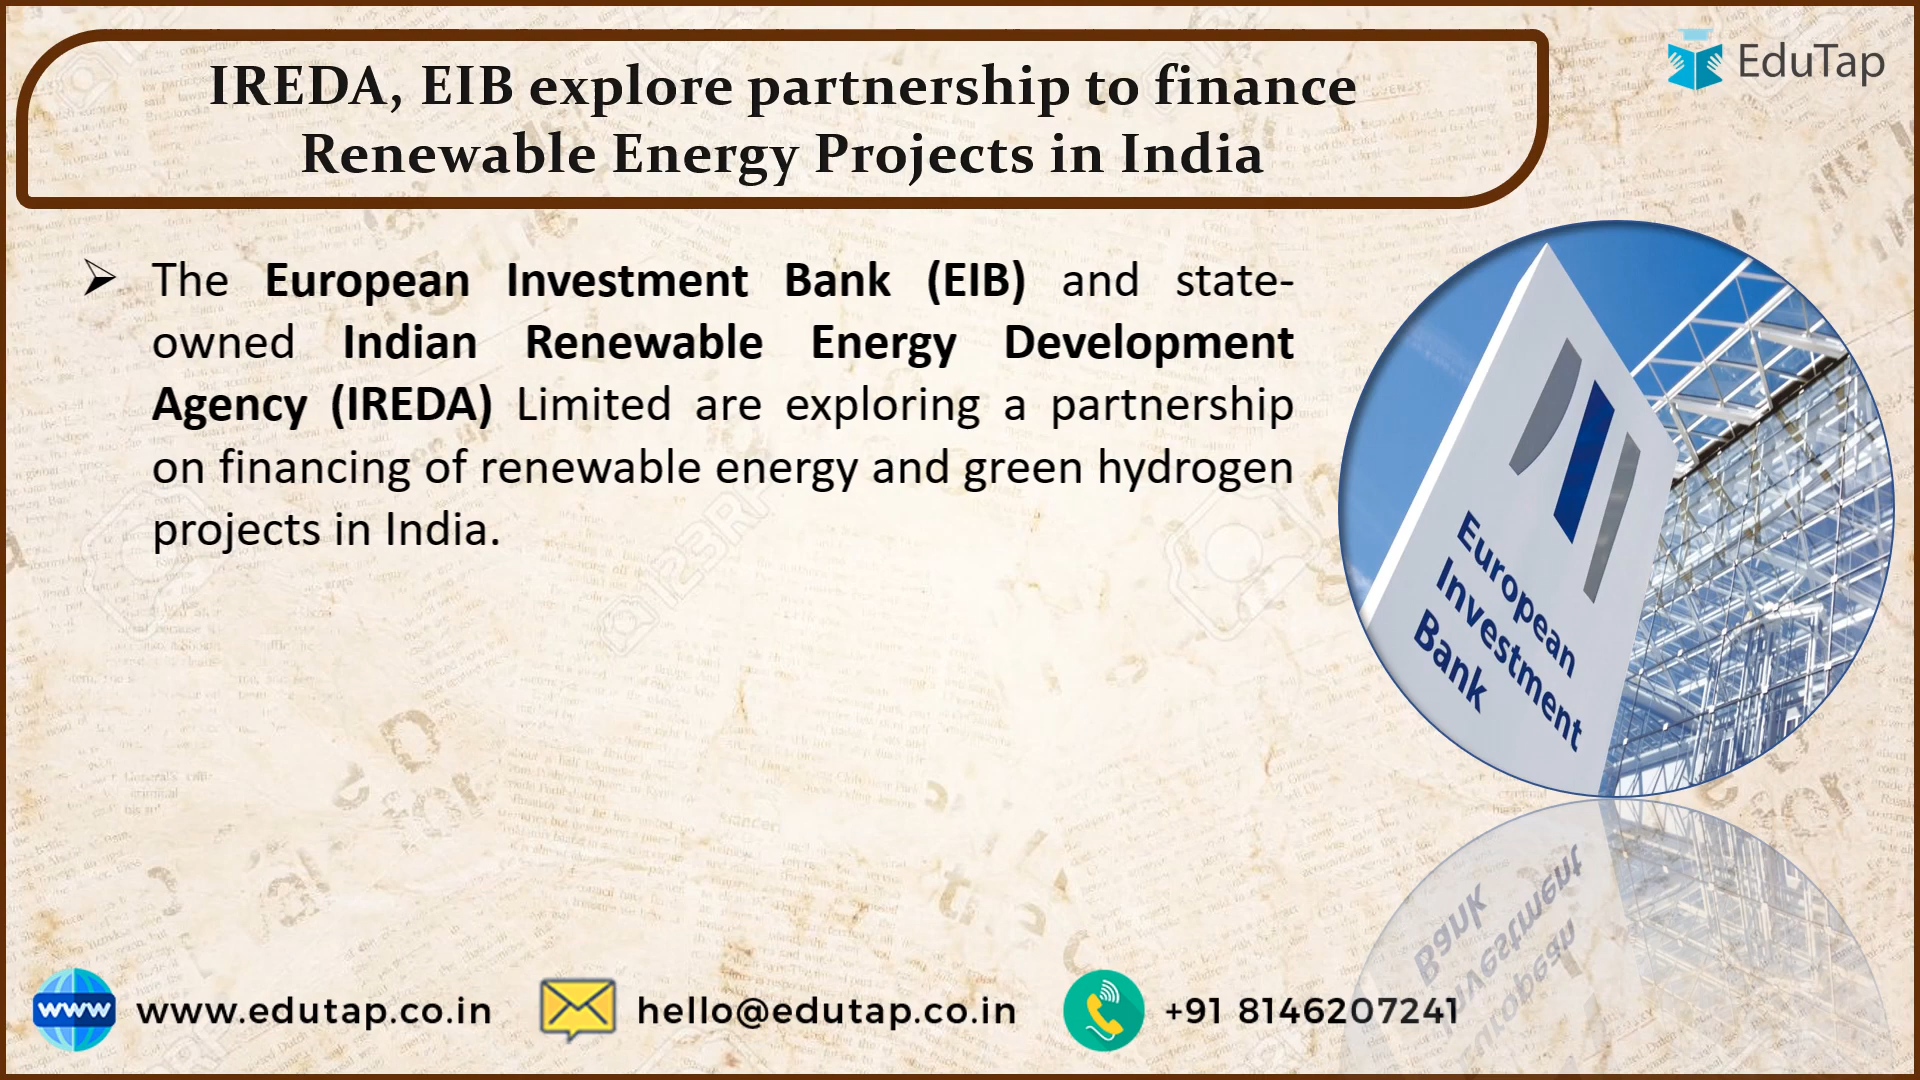 IREDA, EIB explore partnership to finance
Renewable Energy Projects in India
EduTap
➢ The European Investment Bank (EIB) and state-
owned Indian Renewable Energy Development
Agency (IREDA) Limited are exploring a partnership
on financing of renewable energy and green hydrogen
projects in India.
European
Investment
Bank
www
www.edutap.co.in
hello@edutap.co.in
+91 8146207241